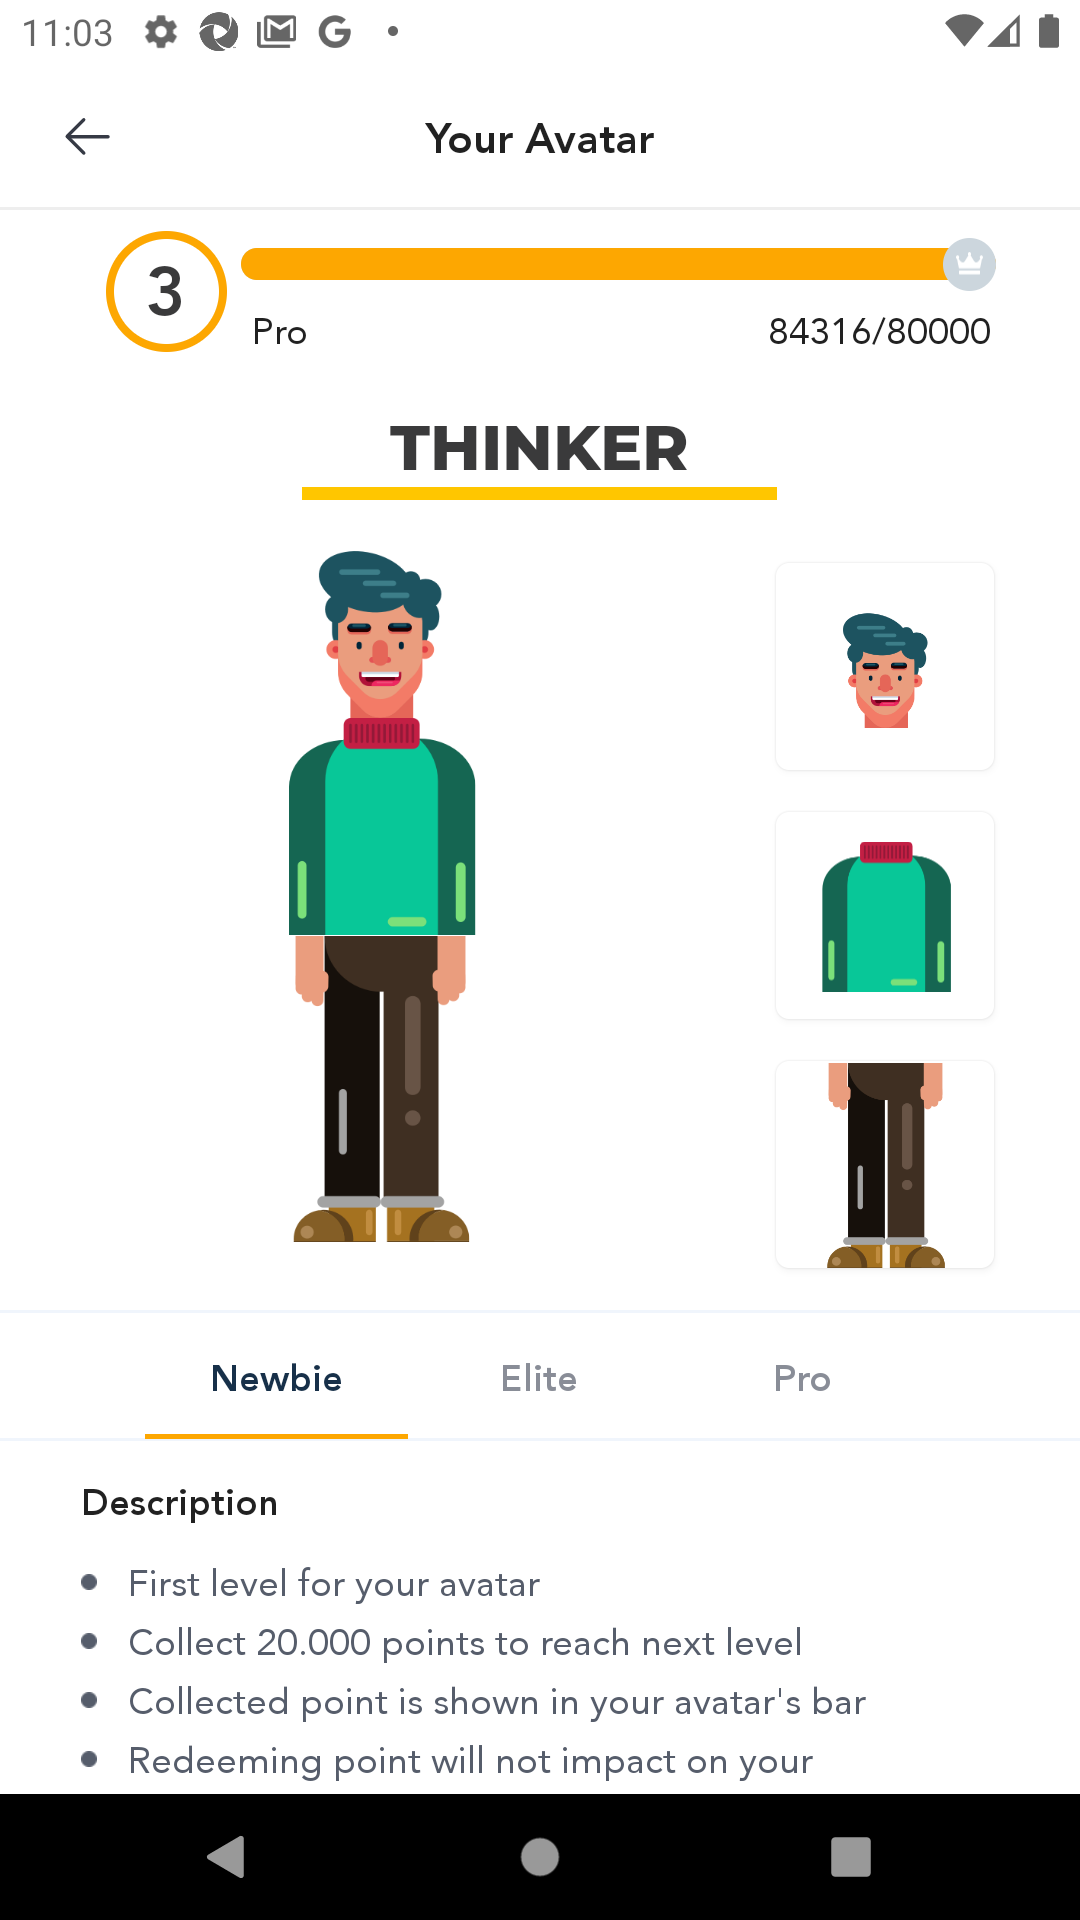 11:03
Your Avatar
3
Pro
84316/80000
THINKER
Newbie
Elite
Pro
Description
First level for your avatar
Collect 20.000 points to reach next level
Collected point is shown in your avatar's bar
Redeeming point will not impact on your